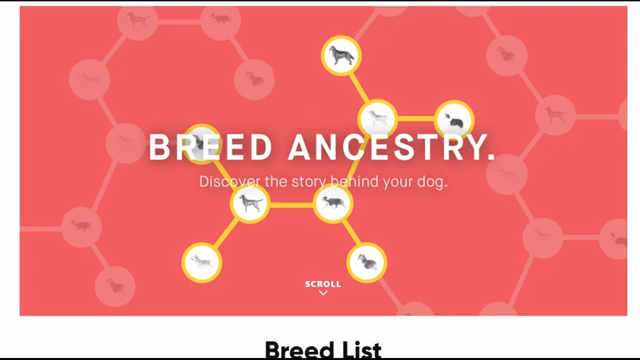 BREED ANCESTRY.
Discover the story behind your dog.
SCROLL
Breed List